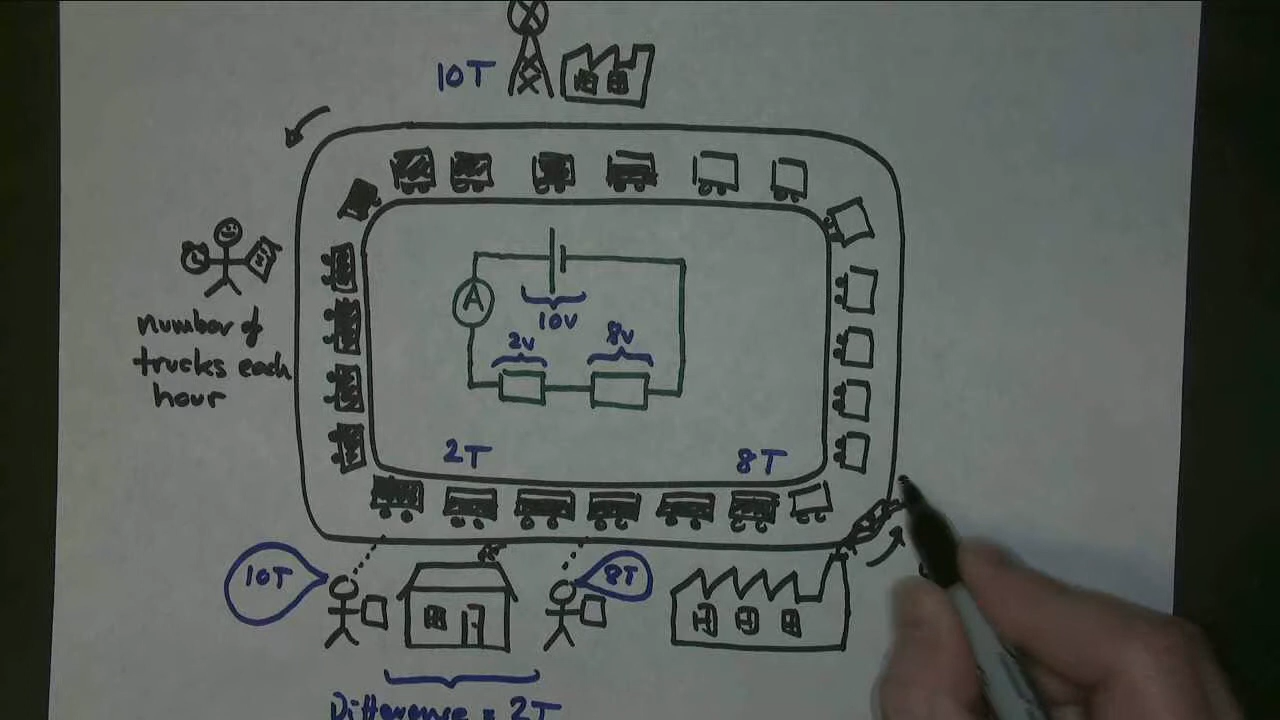 10T
A
10V
2V
8V
number of
trucks each
hour
2T
8T
10T
8T
Difference = 2T